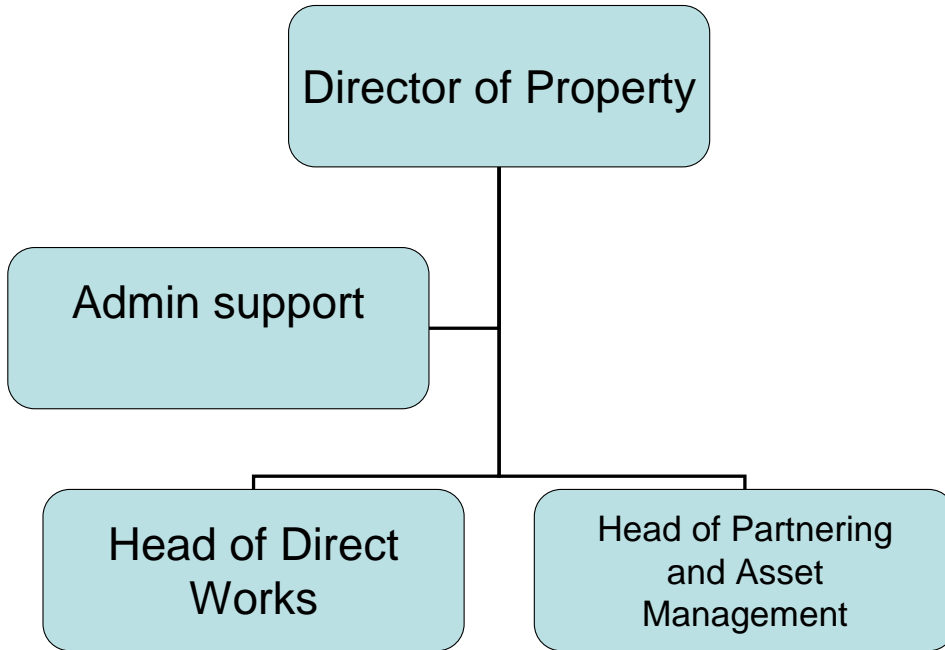 Director of Property
Admin support
Head of Direct
Works
Head of Partnering
and Asset
Management